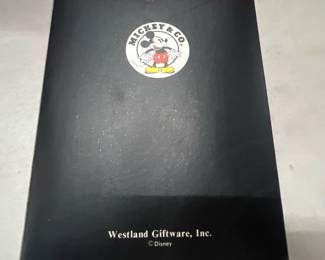 MICKEY & CO.
Westland Giftware, Inc.
© Disney